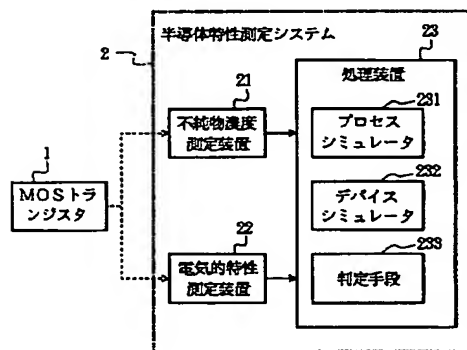 半導体特性測定システム
2
23
処理装置
21
不純物濃度
測定装置
231
プロセス
シミュレータ
1
MOSトラ
ンジスタ
232
デバイス
シミュレータ
22
電気的特性
測定装置
233
判定手段